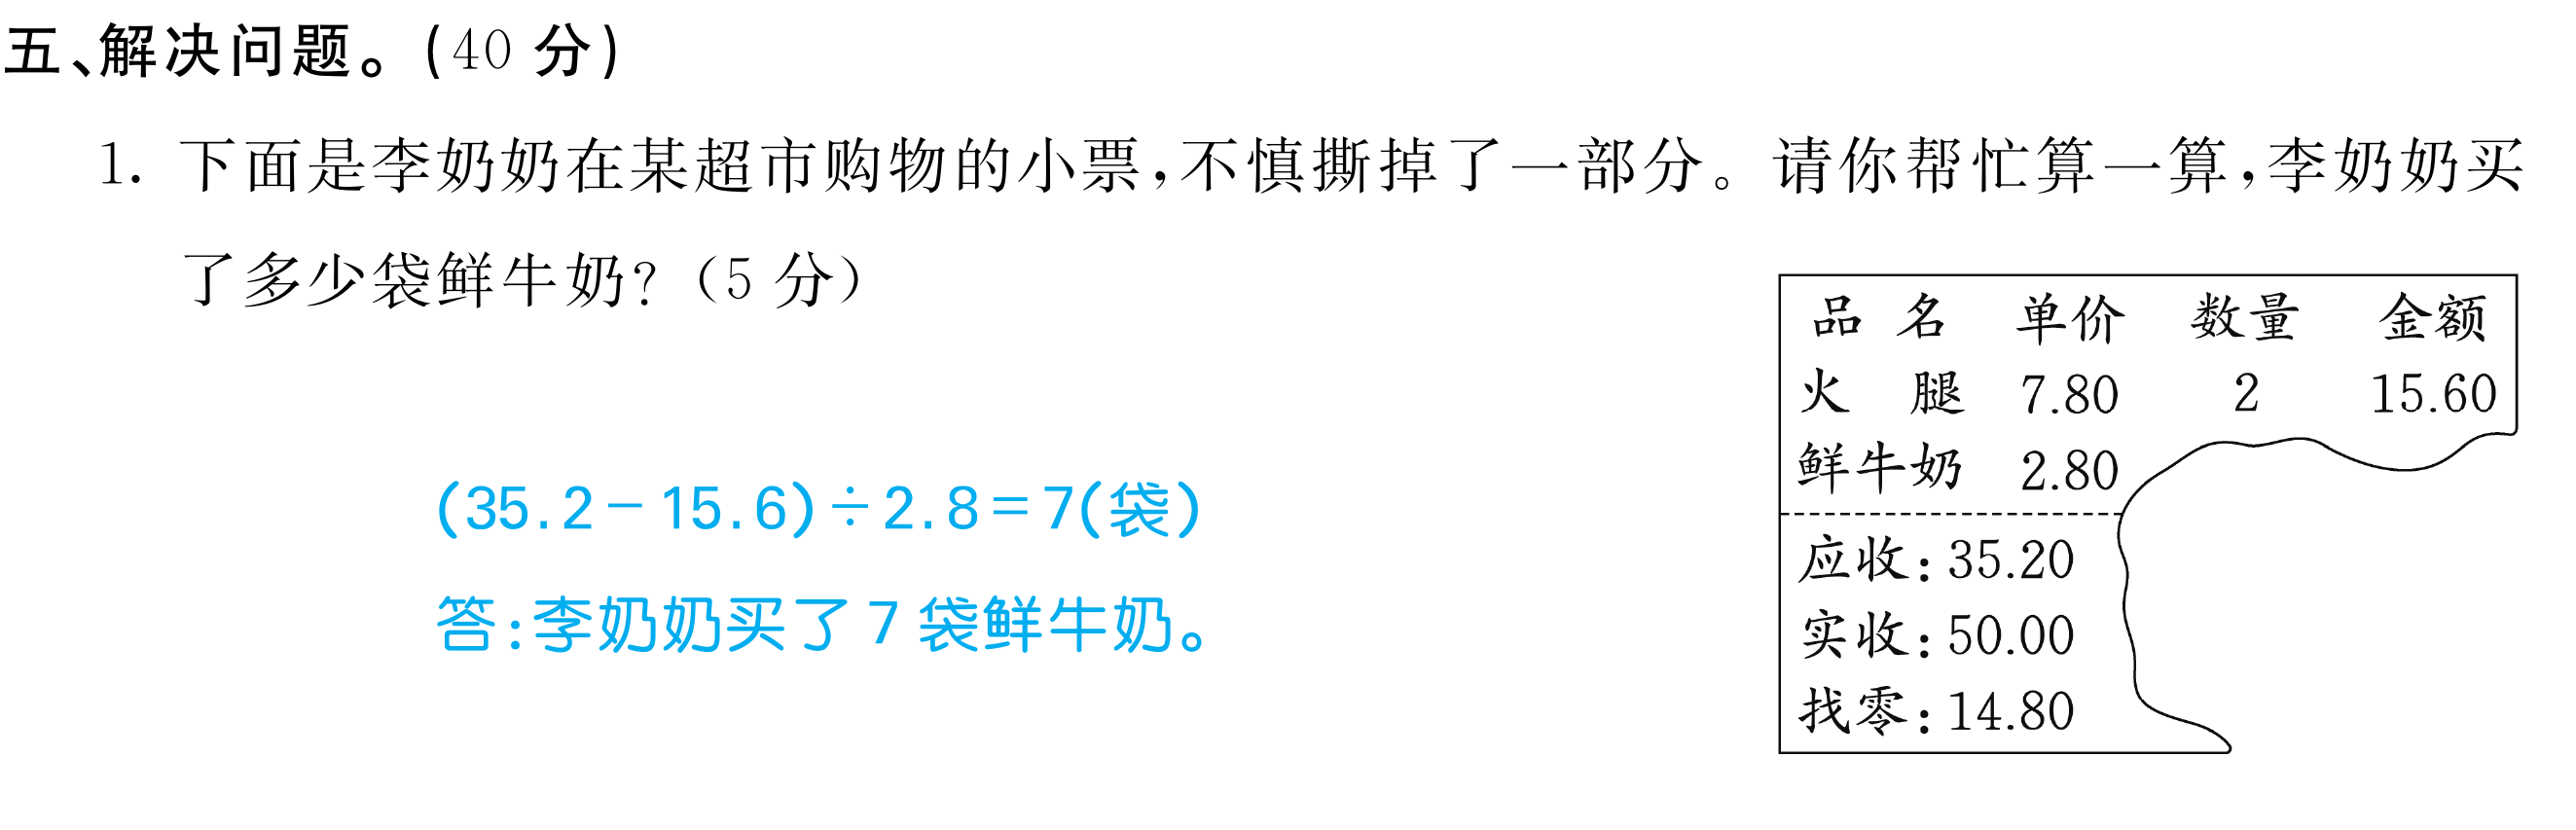 五、解决问题。(40 分)
1. 下面是李奶奶在某超市购物的小票,不慎撕掉了一部分。请你帮忙算一算,李奶奶买
了多少袋鲜牛奶?(5 分)
品 名 单价 数量 金额
火 腿 7.80 2 15.60
鲜牛奶 2.80
应收:35.20
实收:50.00
找零:14.80
(35.2-15.6)÷2.8=7(袋)
答:李奶奶买了 7 袋鲜牛奶。